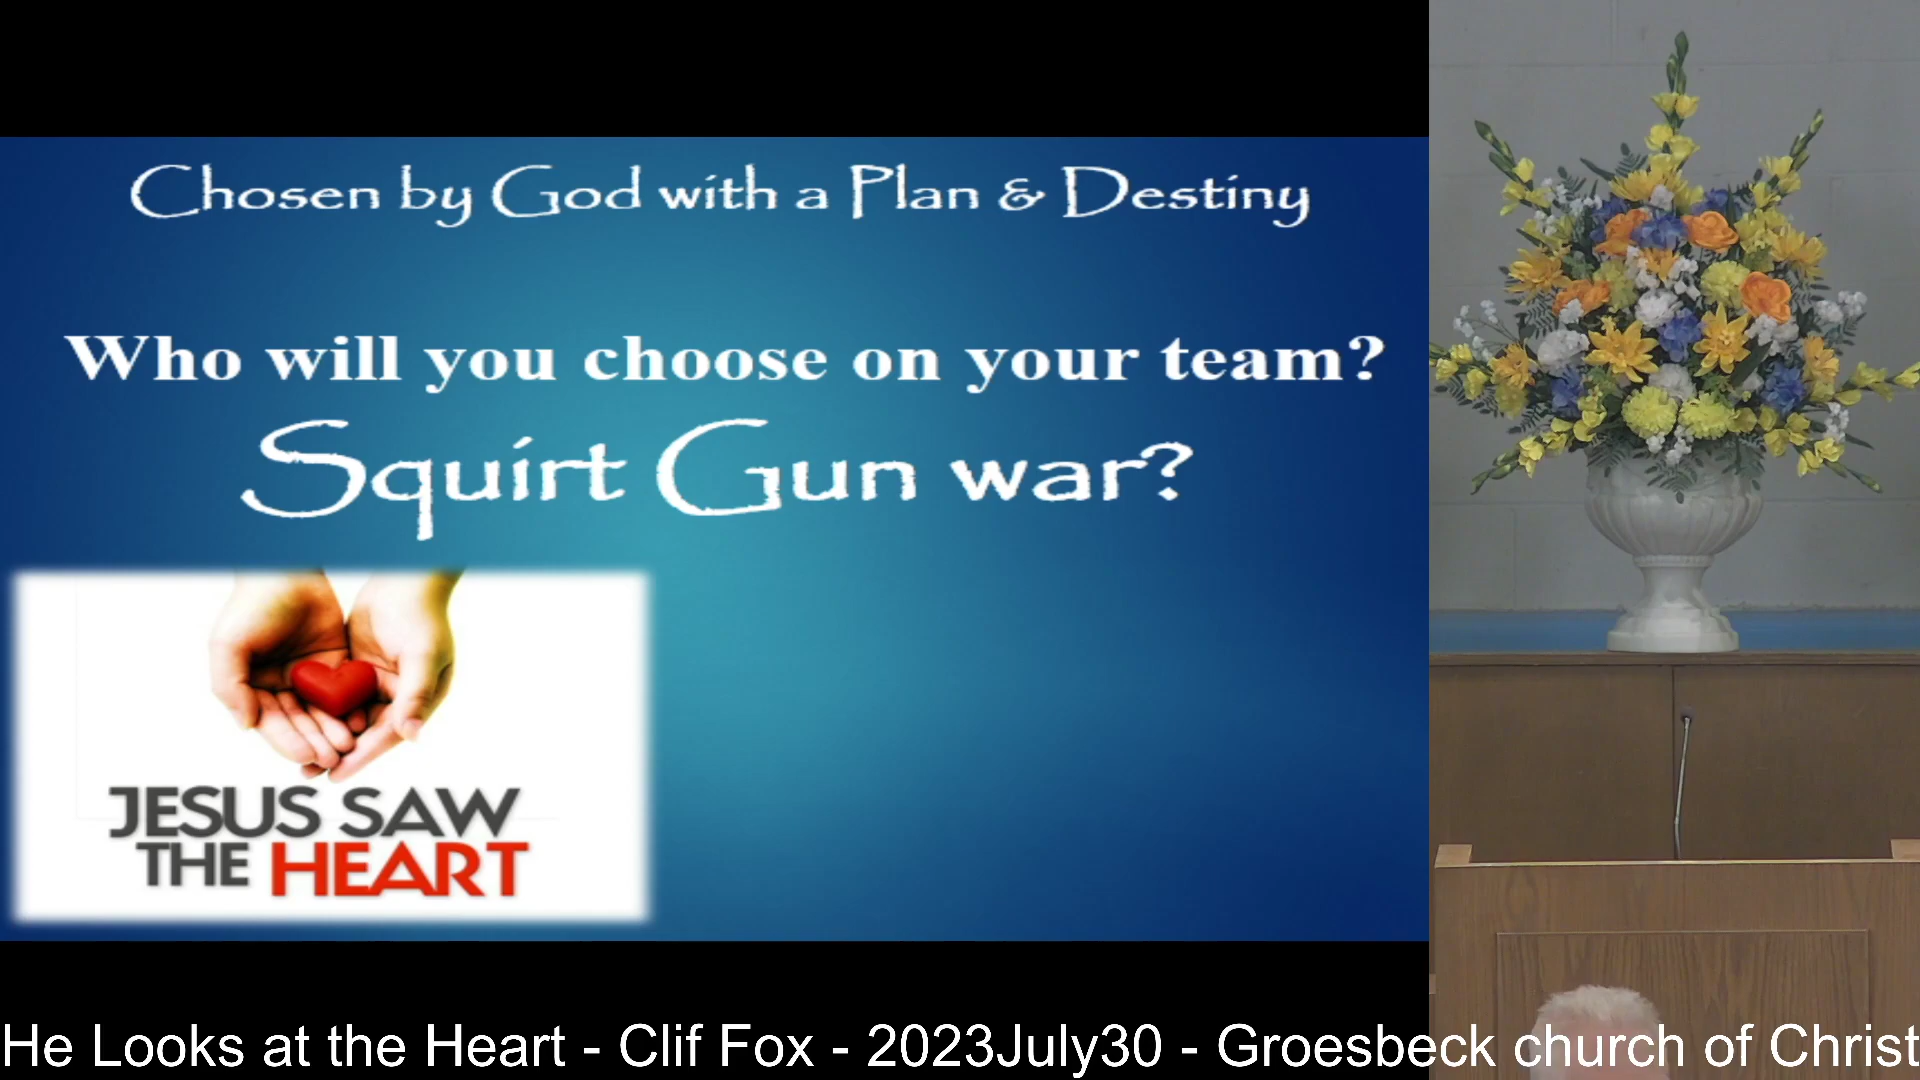 Chosen by God with a Plan & Destiny
Who will you choose on your team?
Squirt Gun war?
JESUS SAW
THE HEART
He Looks at the Heart - Clif Fox - 2023July30 - Groesbeck church of Christ